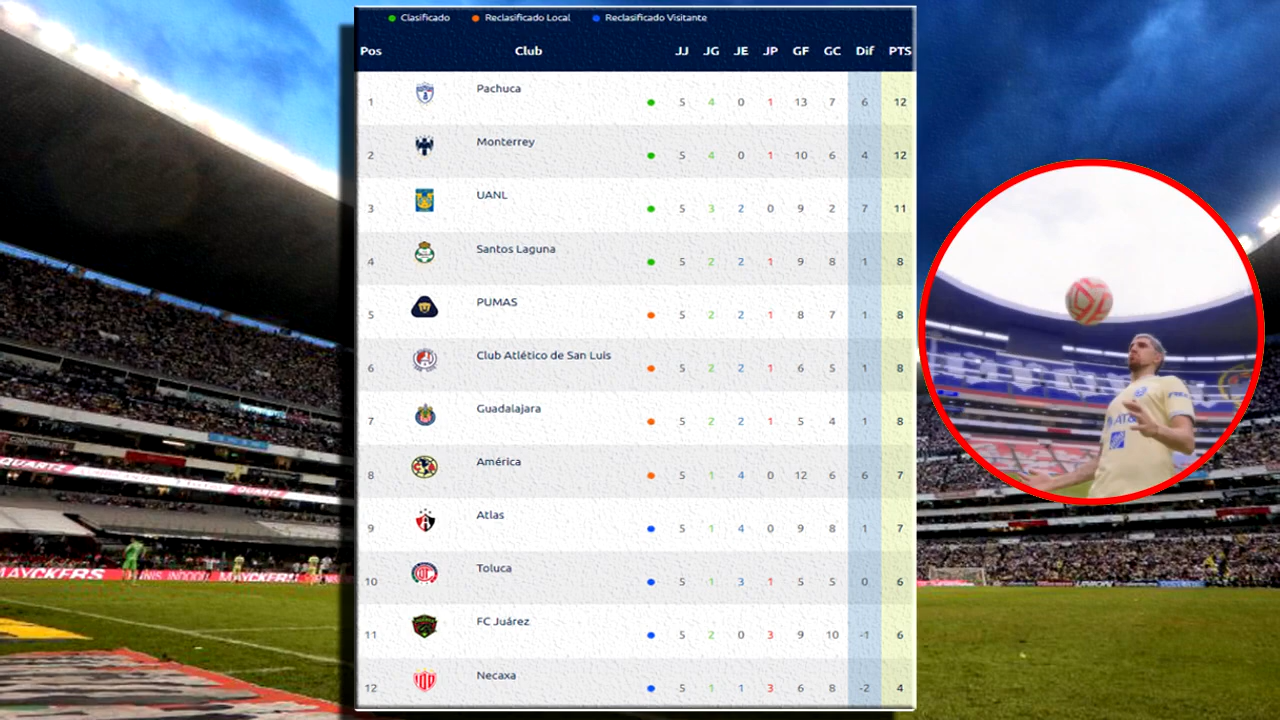 Clasificado Reclasificado Local Reclasificado Visitante
Pos Club JJ JG JE JP GF GC Dif PTS
1 Pachuca 5 4 0 1 13 7 6 12
2 Monterrey 5 4 0 1 10 6 4 12
3 UANL 5 3 2 0 9 2 7 11
4 Santos Laguna 5 2 2 1 9 8 1 8
5 PUMAS 5 2 2 1 8 7 1 8
6 Club Atlético de San Luis 5 2 2 1 6 5 1 8
7 Guadalajara 5 2 2 1 5 4 1 8
8 América 5 1 4 0 12 6 6 7
9 Atlas 5 1 4 0 9 8 1 7
10 Toluca 5 1 3 1 5 5 0 6
11 FC Juárez 5 2 0 3 9 10 -1 6
12 Necaxa 5 1 1 3 6 8 -2 4
caliente.mx
QUARTZ
MAYCKERS